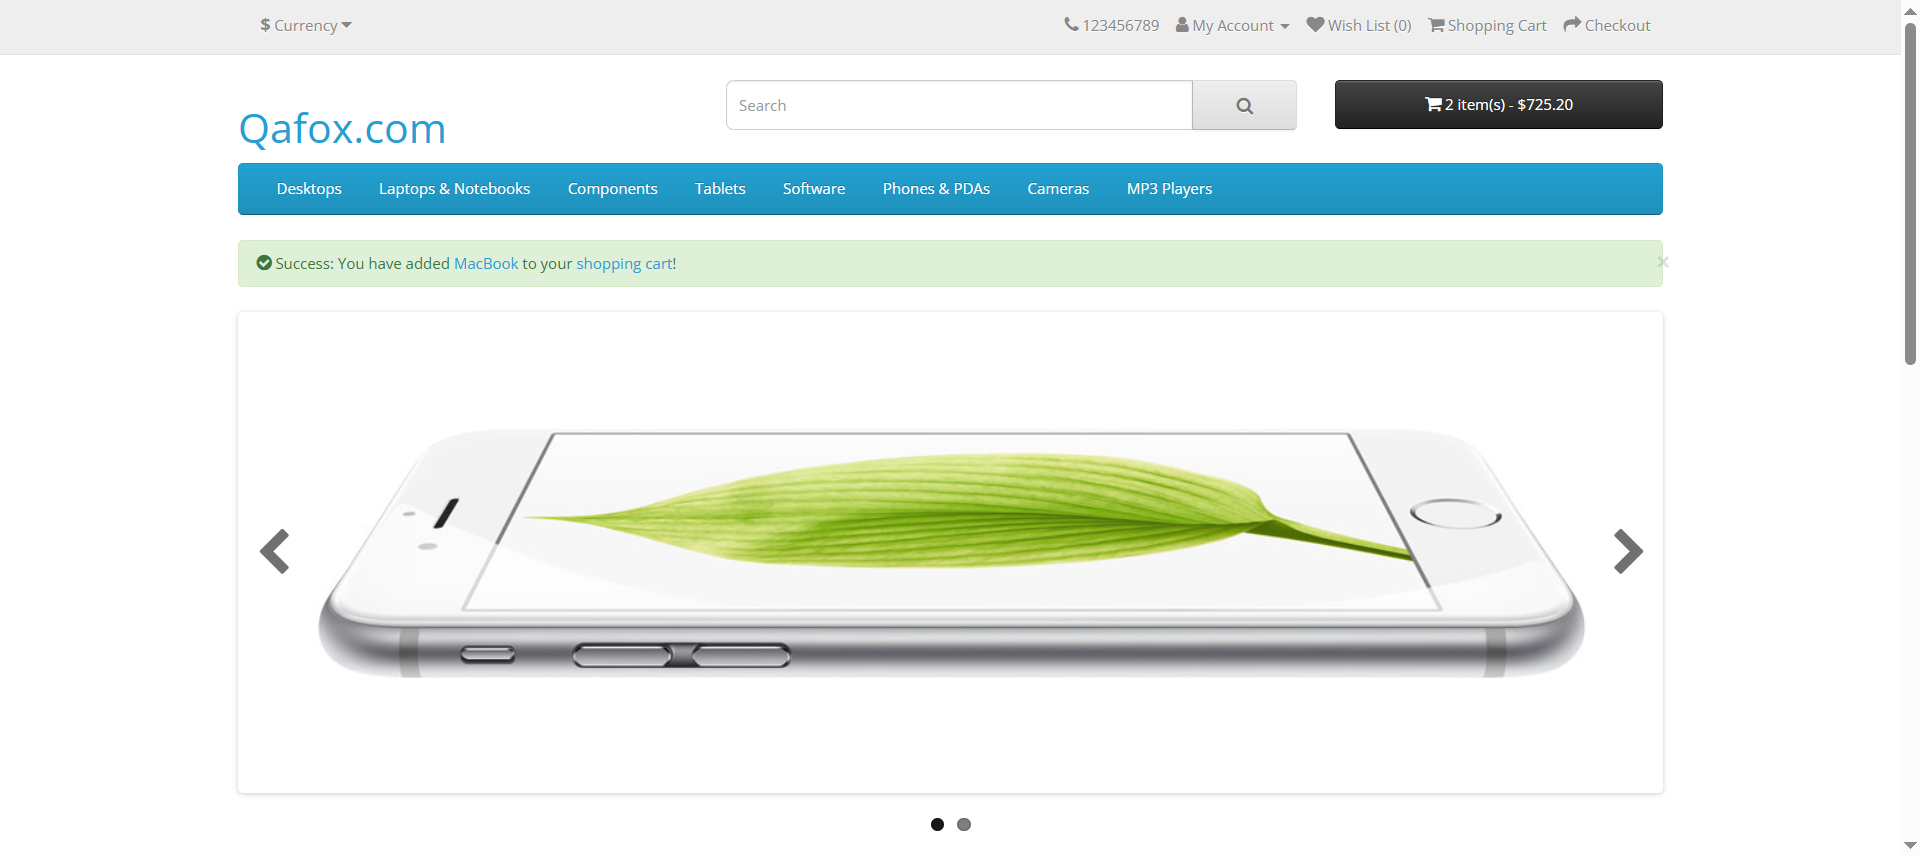 $ Currency
123456789 My Account Wish List (0) Shopping Cart Checkout
Search
2 item(s) - $725.20
Qafox.com
Desktops Laptops & Notebooks Components Tablets Software Phones & PDAs Cameras MP3 Players
Success: You have added MacBook to your shopping cart!
×